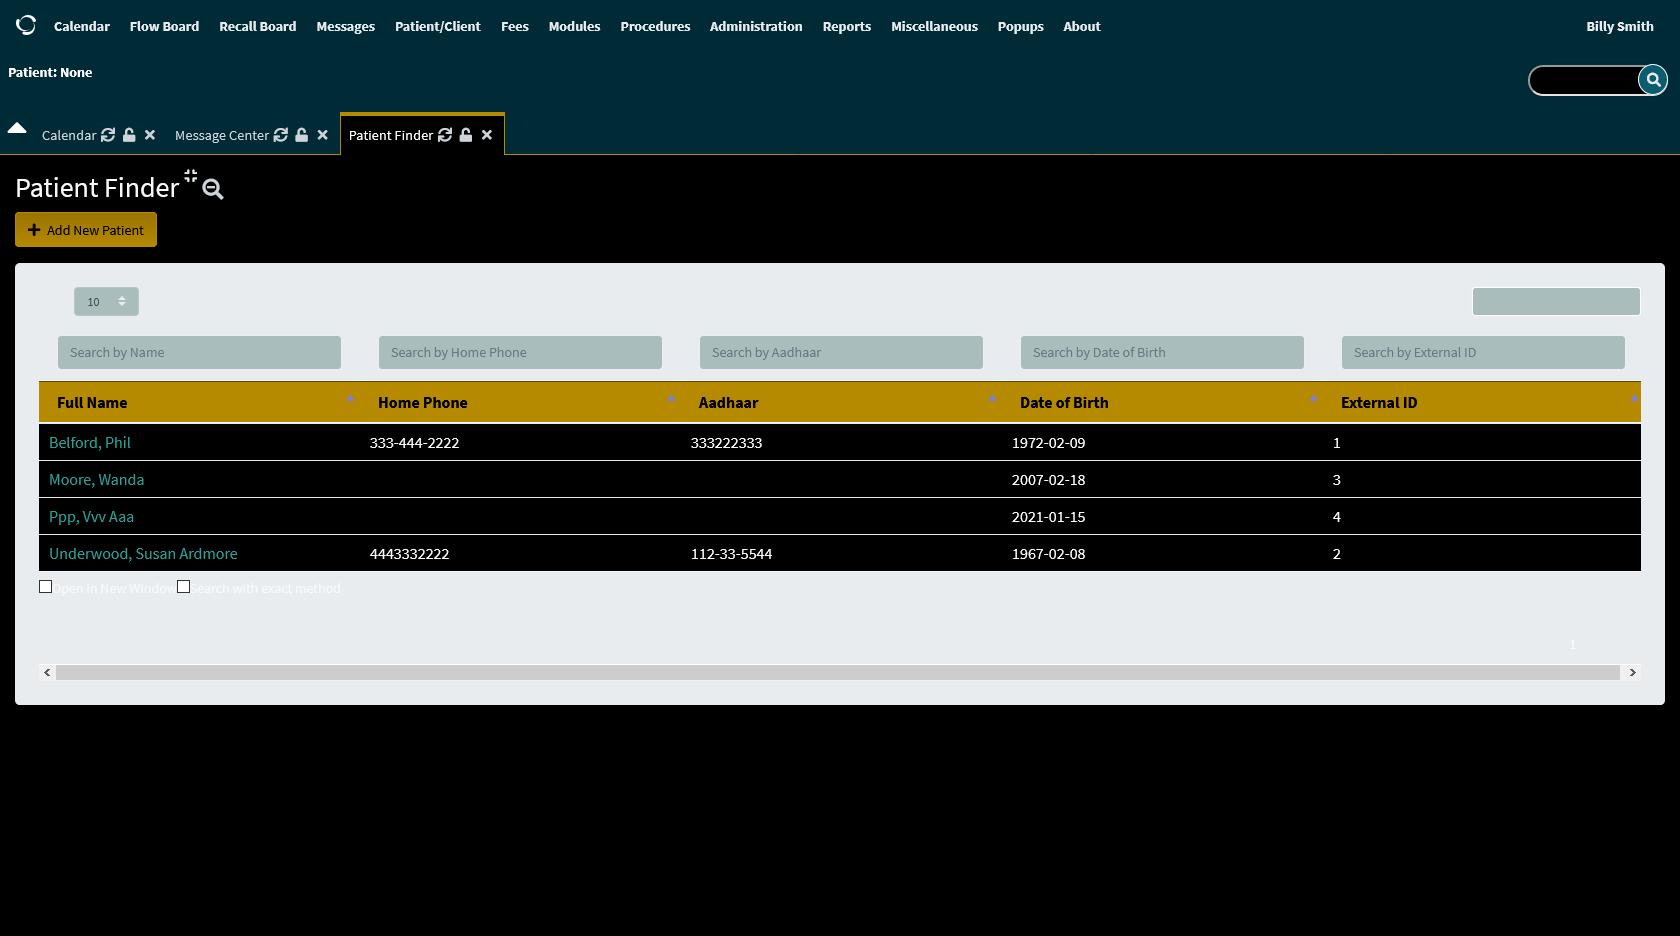 Calendar Flow Board Recall Board Messages Patient/Client Fees Modules Procedures Administration Reports Miscellaneous Popups About Billy Smith
Patient: None
Calendar Message Center Patient Finder
Patient Finder
Add New Patient
10
Search by Name Search by Home Phone Search by Aadhaar Search by Date of Birth Search by External ID
Full Name Home Phone Aadhaar Date of Birth External ID
Belford, Phil 333-444-2222 333222333 1972-02-09 1
Moore, Wanda 2007-02-18 3
Ppp, Vvv Aaa 2021-01-15 4
Underwood, Susan Ardmore 4443332222 112-33-5544 1967-02-08 2
Open in New Window Search with exact method
1